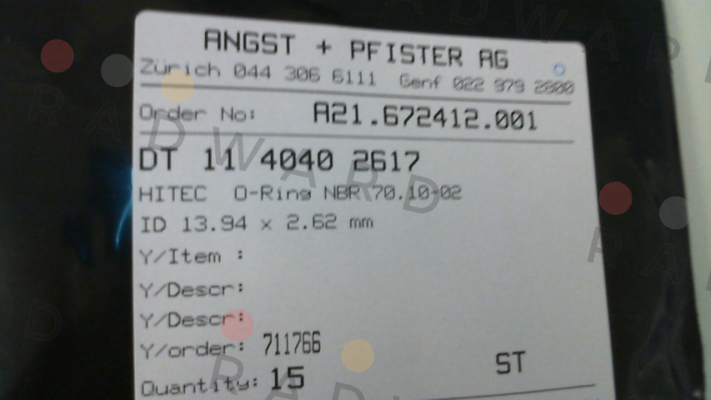 ANGST + PFISTER AG
Zürich 044 306 6111  Genf 022 979 2800
Order No:  A21.672412.001
DT 11 4040 2617
HITEC  O-Ring NBR 70.10-02
ID 13.94 x 2.62 mm
Y/Item :
Y/Descr:
Y/Descr:
Y/order: 711766
ST
Quantity: 15
RADWARD
RADWARD